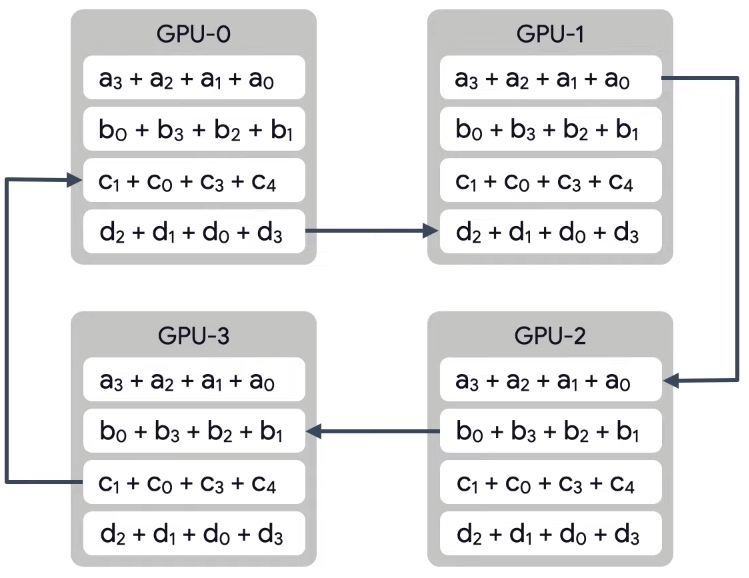 GPU-0
a₃ + a₂ + a₁ + a₀
b₀ + b₃ + b₂ + b₁
c₁ + c₀ + c₃ + c₄
d₂ + d₁ + d₀ + d₃
GPU-1
a₃ + a₂ + a₁ + a₀
b₀ + b₃ + b₂ + b₁
c₁ + c₀ + c₃ + c₄
d₂ + d₁ + d₀ + d₃
GPU-3
a₃ + a₂ + a₁ + a₀
b₀ + b₃ + b₂ + b₁
c₁ + c₀ + c₃ + c₄
d₂ + d₁ + d₀ + d₃
GPU-2
a₃ + a₂ + a₁ + a₀
b₀ + b₃ + b₂ + b₁
c₁ + c₀ + c₃ + c₄
d₂ + d₁ + d₀ + d₃